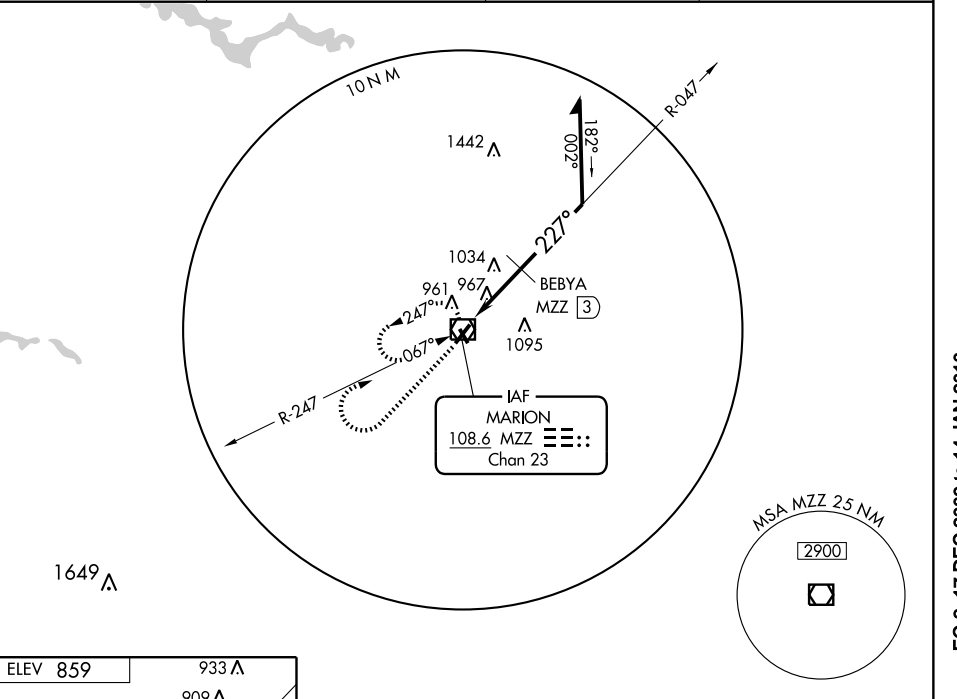 10 N M
R-047
1442
182°
002°
227°
1034
961
967
BEBYA
MZZ 3
247°
067°
1095
R-247
IAF
MARION
108.6 MZZ
Chan 23
MSA MZZ 25 NM
2900
1649
ELEV 859
933
909